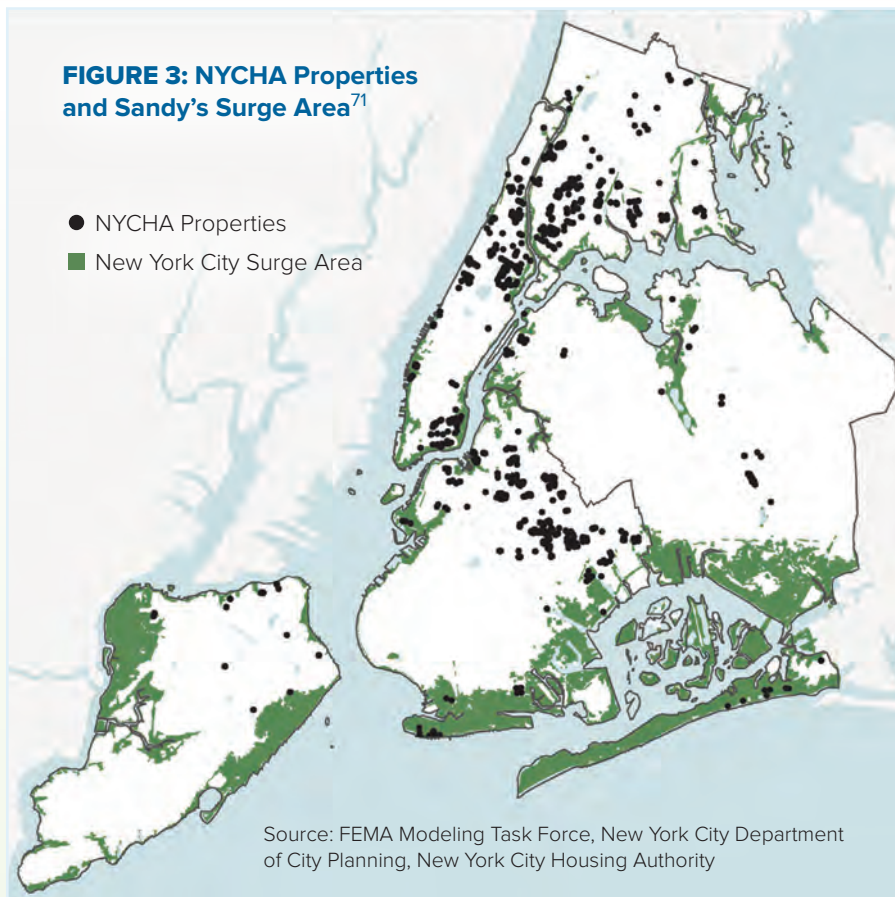 FIGURE 3: NYCHA Properties
and Sandy's Surge Area71
NYCHA Properties
New York City Surge Area
Source: FEMA Modeling Task Force, New York City Department
of City Planning, New York City Housing Authority